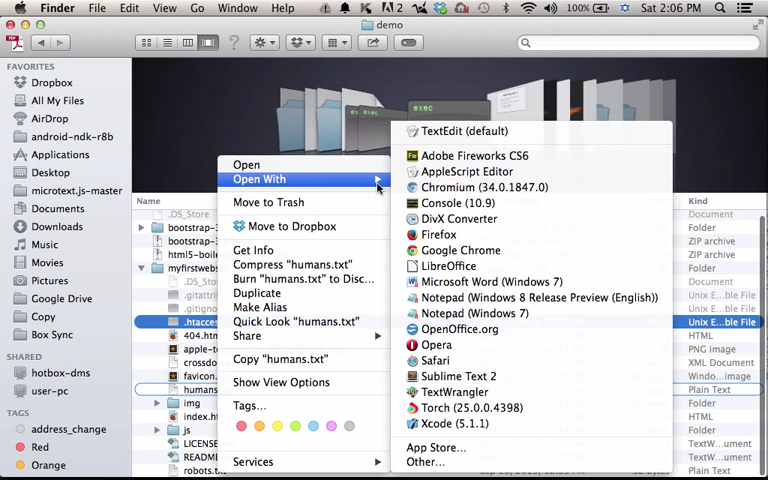 Finder File Edit View Go Window Help 4 100% Sat 2:06 PM
demo
FAVORITES
Dropbox
All My Files
AirDrop
android-ndk-r8b
Applications
Desktop
microtext.js-master
Documents
Downloads
Music
Movies
Pictures
Google Drive
Copy
Box Sync
SHARED
hotbox-dms
user-pc
TAGS
address_change
Red
Orange
exec
exec
Name
Kind
.DS_Store
Document
bootstrap-
Folder
bootstrap-3
ZIP archive
html5-boile
ZIP archive
myfirstwebs
Folder
.DS_Store
Document
.gitattri
Unix E...ble File
.gitigno
Unix E...ble File
.htacces
Unix E...ble File
404.htm
HTML
apple-to
PNG image
crossdo
XML Document
favicon.
Windo...image
humans
Plain Text
img
Folder
index.ht
HTML
js
Folder
LICENSE
TextW...ument
READM
TextW...ument
robots.txt
Plain Text
Open
Open With
Move to Trash
Move to Dropbox
Get Info
Compress “humans.txt”
Burn “humans.txt” to Disc...
Duplicate
Make Alias
Quick Look “humans.txt”
Share
Copy “humans.txt”
Show View Options
Tags...
Services
TextEdit (default)
Adobe Fireworks CS6
AppleScript Editor
Chromium (34.0.1847.0)
Console (10.9)
DivX Converter
Firefox
Google Chrome
LibreOffice
Microsoft Word (Windows 7)
Notepad (Windows 8 Release Preview (English))
Notepad (Windows 7)
OpenOffice.org
Opera
Safari
Sublime Text 2
TextWrangler
Torch (25.0.0.4398)
Xcode (5.1.1)
App Store...
Other...